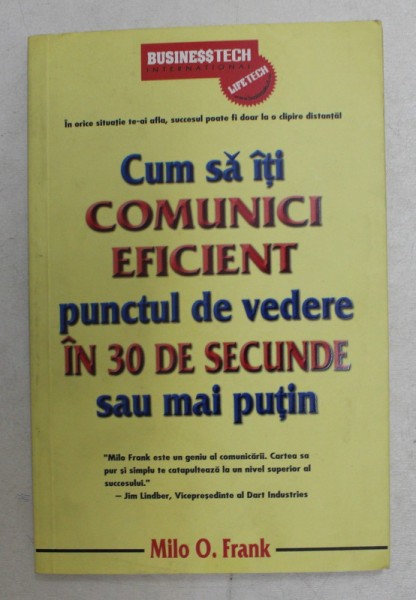 BUSINE$$TECH
INTERNATIONAL
LIFETECH
În orice situație te-ai afla, succesul poate fi doar la o clipire distanță!
Cum să îți
COMUNICI
EFICIENT
punctul de vedere
ÎN 30 DE SECUNDE
sau mai puțin
"Milo Frank este un geniu al comunicării. Cartea sa
pur și simplu te catapultează la un nivel superior al
succesului."
– Jim Lindber, Vicepreședinte al Dart Industries
Milo O. Frank